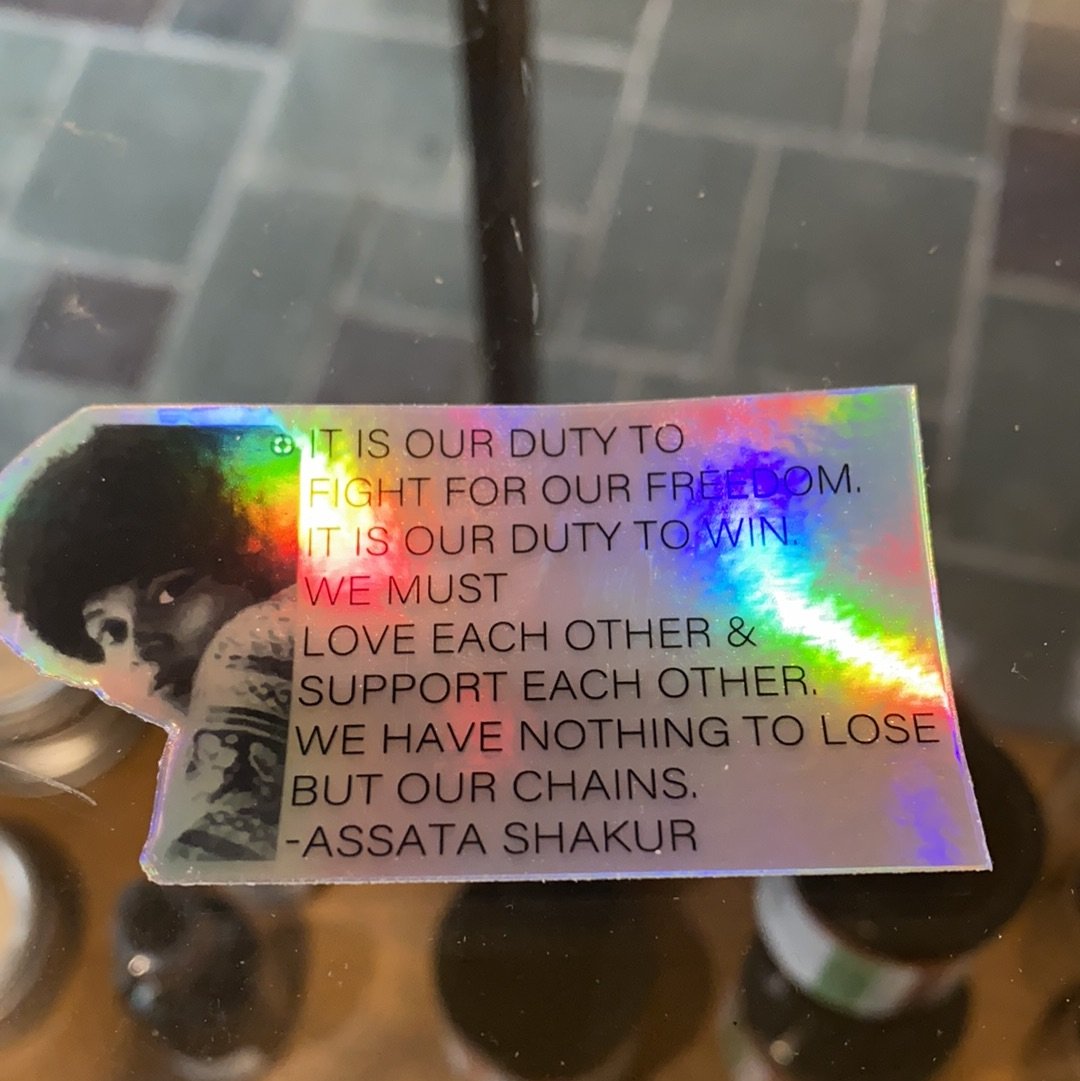 IT IS OUR DUTY TO
FIGHT FOR OUR FREEDOM.
IT IS OUR DUTY TO WIN.
WE MUST
LOVE EACH OTHER &
SUPPORT EACH OTHER.
WE HAVE NOTHING TO LOSE
BUT OUR CHAINS.
-ASSATA SHAKUR